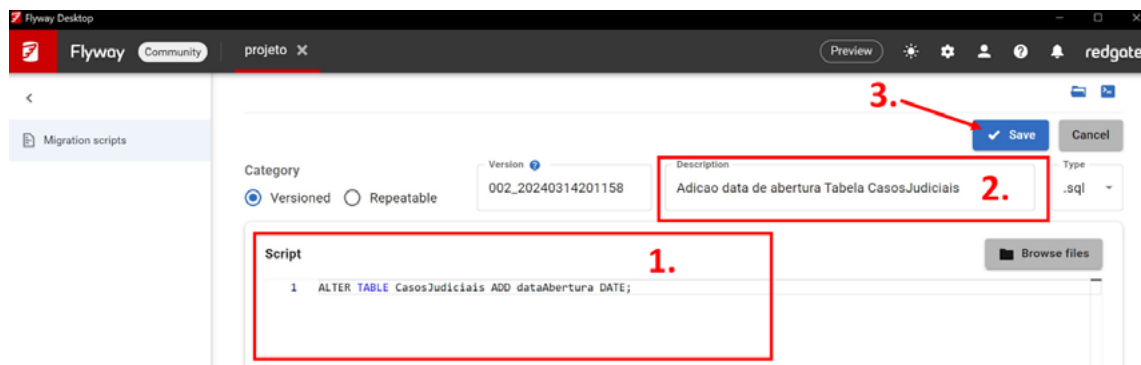 Flyway Desktop
Flyway Community projeto Preview redgate
3.
Migration scripts
Save Cancel
Category
Versioned Repeatable
Version
002_20240314201158
Description
Adicao data de abertura Tabela CasosJudiciais
2.
Type
.sql
Script
1.
Browse files
1 ALTER TABLE CasosJudiciais ADD dataAbertura DATE;